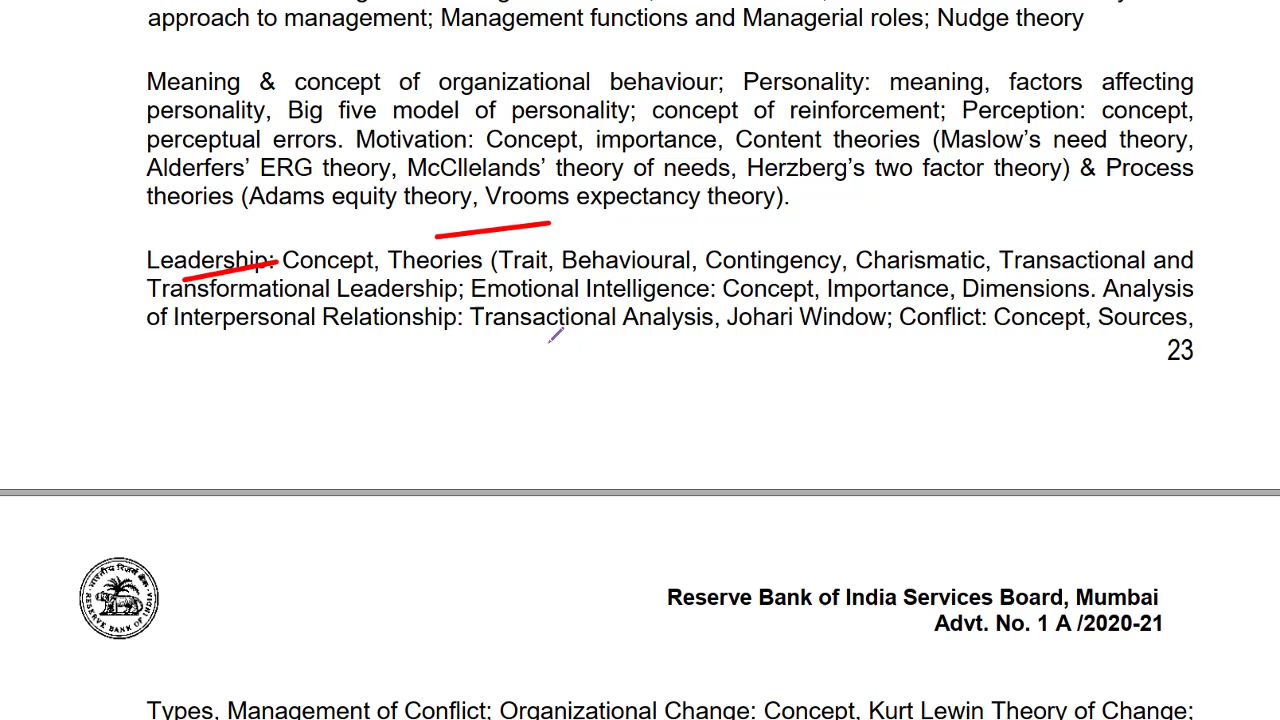 approach to management; Management functions and Managerial roles; Nudge theory
Meaning & concept of organizational behaviour; Personality: meaning, factors affecting
personality, Big five model of personality; concept of reinforcement; Perception: concept,
perceptual errors. Motivation: Concept, importance, Content theories (Maslow’s need theory,
Alderfers’ ERG theory, McCllelands’ theory of needs, Herzberg’s two factor theory) & Process
theories (Adams equity theory, Vrooms expectancy theory).
Leadership: Concept, Theories (Trait, Behavioural, Contingency, Charismatic, Transactional and
Transformational Leadership; Emotional Intelligence: Concept, Importance, Dimensions. Analysis
of Interpersonal Relationship: Transactional Analysis, Johari Window; Conflict: Concept, Sources,
23
भारतीय रिज़र्व बैंक
RESERVE BANK OF INDIA
Reserve Bank of India Services Board, Mumbai
Advt. No. 1 A /2020-21
Types, Management of Conflict; Organizational Change: Concept, Kurt Lewin Theory of Change;